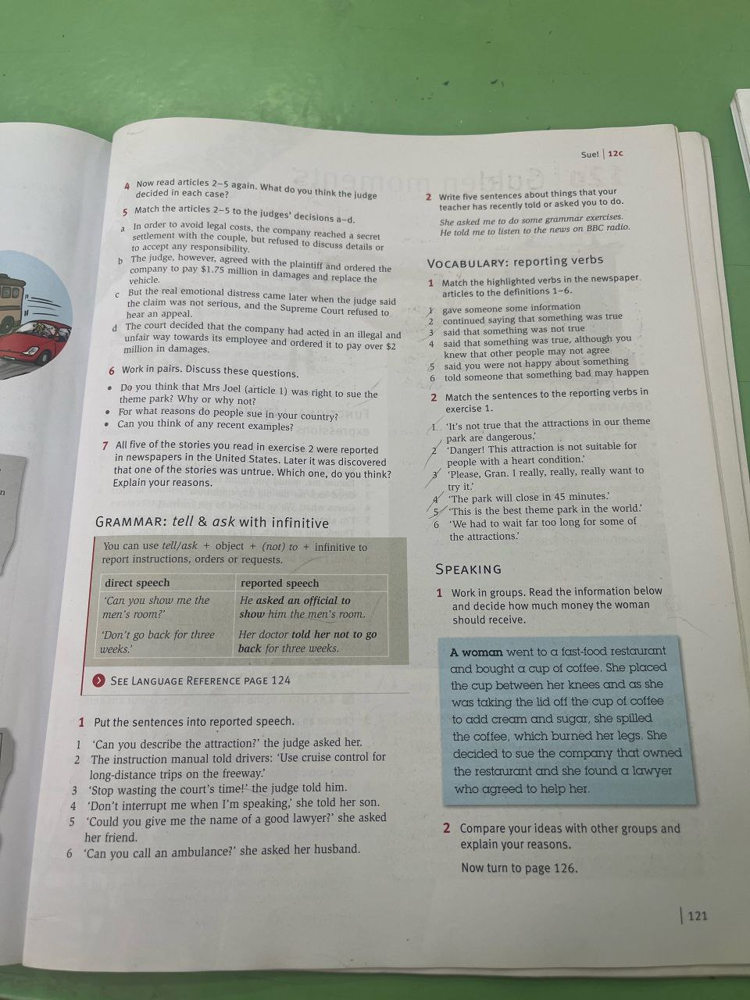 Sue! | 12c
4 Now read articles 2–5 again. What do you think the judge
decided in each case?
5 Match the articles 2–5 to the judges' decisions a–d.
a In order to avoid legal costs, the company reached a secret
settlement with the couple, but refused to discuss details or
to accept any responsibility.
b The judge, however, agreed with the plaintiff and ordered the
company to pay $1.75 million in damages and replace the
vehicle.
c But the real emotional distress came later when the judge said
the claim was not serious, and the Supreme Court refused to
hear an appeal.
d The court decided that the company had acted in an illegal and
unfair way towards its employee and ordered it to pay over $2
million in damages.
6 Work in pairs. Discuss these questions.
• Do you think that Mrs Joel (article 1) was right to sue the
theme park? Why or why not?
• For what reasons do people sue in your country?
• Can you think of any recent examples?
7 All five of the stories you read in exercise 2 were reported
in newspapers in the United States. Later it was discovered
that one of the stories was untrue. Which one, do you think?
Explain your reasons.
GRAMMAR: tell & ask with infinitive
You can use tell/ask + object + (not) to + infinitive to
report instructions, orders or requests.
direct speech reported speech
'Can you show me the He asked an official to
men's room?' show him the men's room.
'Don't go back for three Her doctor told her not to go
weeks.' back for three weeks.
SEE LANGUAGE REFERENCE PAGE 124
1 Put the sentences into reported speech.
1 'Can you describe the attraction?' the judge asked her.
2 The instruction manual told drivers: 'Use cruise control for
long-distance trips on the freeway.'
3 'Stop wasting the court's time!' the judge told him.
4 'Don't interrupt me when I'm speaking,' she told her son.
5 'Could you give me the name of a good lawyer?' she asked
her friend.
6 'Can you call an ambulance?' she asked her husband.
2 Write five sentences about things that your
teacher has recently told or asked you to do.
She asked me to do some grammar exercises.
He told me to listen to the news on BBC radio.
VOCABULARY: reporting verbs
1 Match the highlighted verbs in the newspaper
articles to the definitions 1–6.
1 gave someone some information
2 continued saying that something was true
3 said that something was not true
4 said that something was true, although you
knew that other people may not agree
5 said you were not happy about something
6 told someone that something bad may happen
2 Match the sentences to the reporting verbs in
exercise 1.
1 'It's not true that the attractions in our theme
park are dangerous.'
2 'Danger! This attraction is not suitable for
people with a heart condition.'
3 'Please, Gran. I really, really, really want to
try it.'
4 'The park will close in 45 minutes.'
5 'This is the best theme park in the world.'
6 'We had to wait far too long for some of
the attractions.'
SPEAKING
1 Work in groups. Read the information below
and decide how much money the woman
should receive.
A woman went to a fast-food restaurant
and bought a cup of coffee. She placed
the cup between her knees and as she
was taking the lid off the cup of coffee
to add cream and sugar, she spilled
the coffee, which burned her legs. She
decided to sue the company that owned
the restaurant and she found a lawyer
who agreed to help her.
2 Compare your ideas with other groups and
explain your reasons.
Now turn to page 126.
| 121